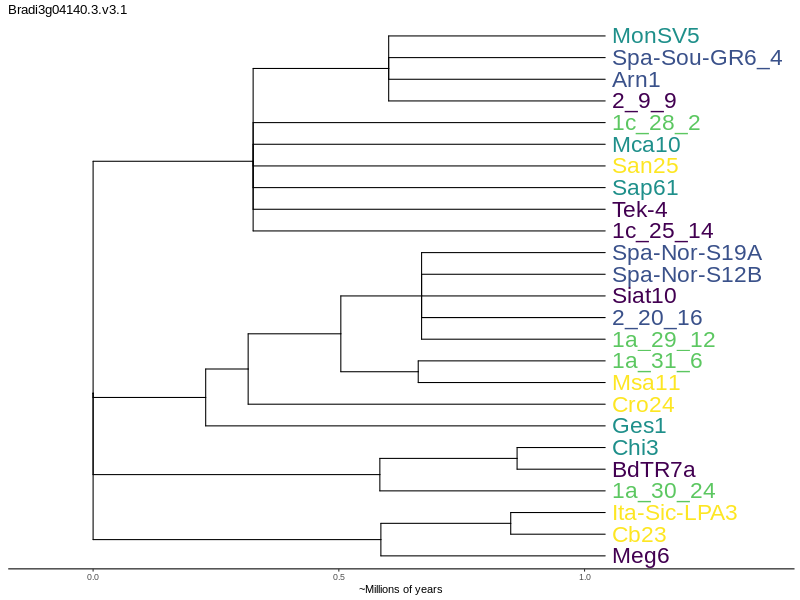 Bradi3g04140.3.v3.1
MonSV5
Spa-Sou-GR6_4
Arn1
2_9_9
1c_28_2
Mca10
San25
Sap61
Tek-4
1c_25_14
Spa-Nor-S19A
Spa-Nor-S12B
Siat10
2_20_16
1a_29_12
1a_31_6
Msa11
Cro24
Ges1
Chi3
BdTR7a
1a_30_24
Ita-Sic-LPA3
Cb23
Meg6
0.0 0.5 1.0
~Millions of years